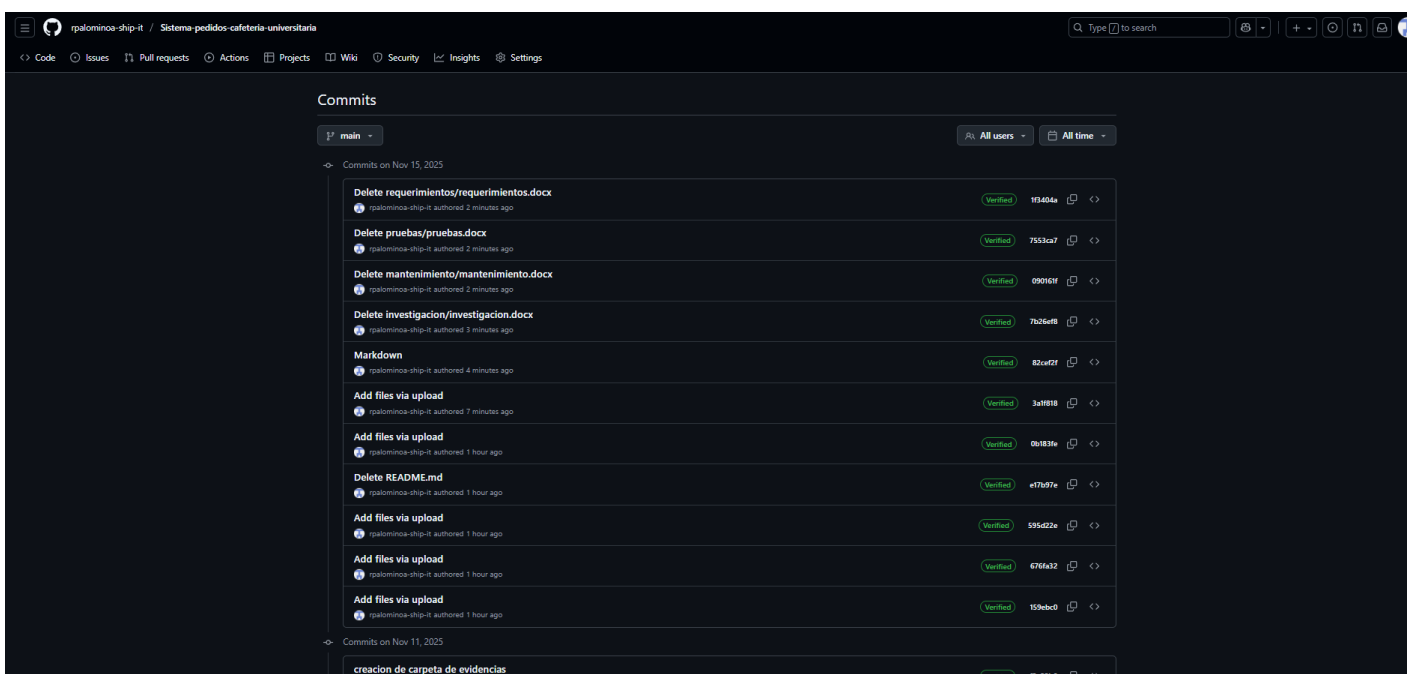 rpalominoa-ship-it / Sistema-pedidos-cafeteria-universitaria
Type / to search
Code Issues Pull requests Actions Projects Wiki Security Insights Settings
Commits
main
All users All time
Commits on Nov 15, 2025
Delete requerimientos/requerimientos.docx
rpalominoa-ship-it authored 2 minutes ago
Verified 1f3404a
Delete pruebas/pruebas.docx
rpalominoa-ship-it authored 2 minutes ago
Verified 7553ca7
Delete mantenimiento/mantenimiento.docx
rpalominoa-ship-it authored 2 minutes ago
Verified 090161f
Delete investigacion/investigacion.docx
rpalominoa-ship-it authored 3 minutes ago
Verified 7b26ef8
Markdown
rpalominoa-ship-it authored 4 minutes ago
Verified 82cef2f
Add files via upload
rpalominoa-ship-it authored 7 minutes ago
Verified 3a1f818
Add files via upload
rpalominoa-ship-it authored 1 hour ago
Verified 0b183fe
Delete README.md
rpalominoa-ship-it authored 1 hour ago
Verified e17b97e
Add files via upload
rpalominoa-ship-it authored 1 hour ago
Verified 595d22e
Add files via upload
rpalominoa-ship-it authored 1 hour ago
Verified 676fa32
Add files via upload
rpalominoa-ship-it authored 1 hour ago
Verified 159ebc0
Commits on Nov 11, 2025
creacion de carpeta de evidencias